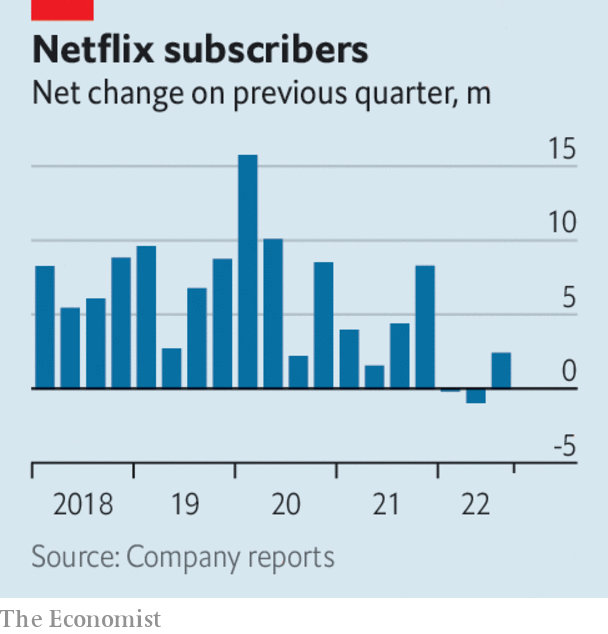 Netflix subscribers
Net change on previous quarter, m
15
10
5
0
-5
2018 19 20 21 22
Source: Company reports
The Economist